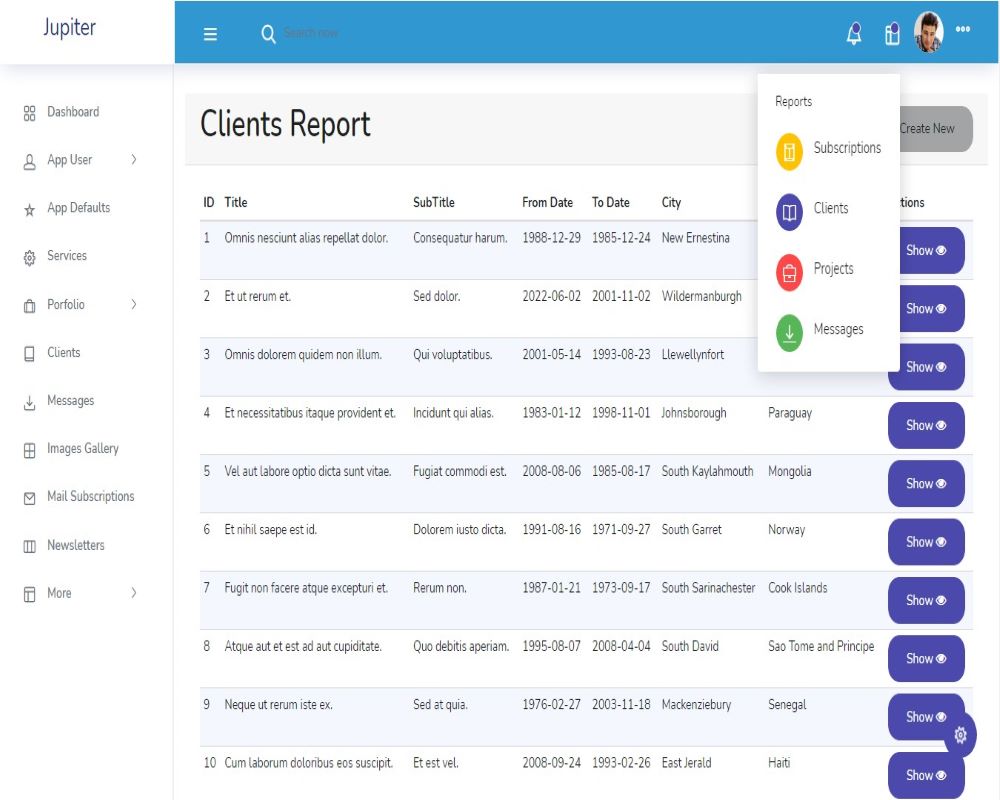 Jupiter
Search now
Dashboard
App User
App Defaults
Services
Porfolio
Clients
Messages
Images Gallery
Mail Subscriptions
Newsletters
More
Clients Report
Create New
Reports
Subscriptions
Clients
Projects
Messages
ID Title SubTitle From Date To Date City tions
1 Omnis nesciunt alias repellat dolor. Consequatur harum. 1988-12-29 1985-12-24 New Ernestina Show
2 Et ut rerum et. Sed dolor. 2022-06-02 2001-11-02 Wildermanburgh Show
3 Omnis dolorem quidem non illum. Qui voluptatibus. 2001-05-14 1993-08-23 Llewellynfort Show
4 Et necessitatibus itaque provident et. Incidunt qui alias. 1983-01-12 1998-11-01 Johnsborough Paraguay Show
5 Vel aut labore optio dicta sunt vitae. Fugiat commodi est. 2008-08-06 1985-08-17 South Kaylahmouth Mongolia Show
6 Et nihil saepe est id. Dolorem iusto dicta. 1991-08-16 1971-09-27 South Garret Norway Show
7 Fugit non facere atque excepturi et. Rerum non. 1987-01-21 1973-09-17 South Sarinachester Cook Islands Show
8 Atque aut et est ad aut cupiditate. Quo debitis aperiam. 1995-08-07 2008-04-04 South David Sao Tome and Principe Show
9 Neque ut rerum iste ex. Sed at quia. 1976-02-27 2003-11-18 Mackenziebury Senegal Show
10 Cum laborum doloribus eos suscipit. Et est vel. 2008-09-24 1993-02-26 East Jerald Haiti Show